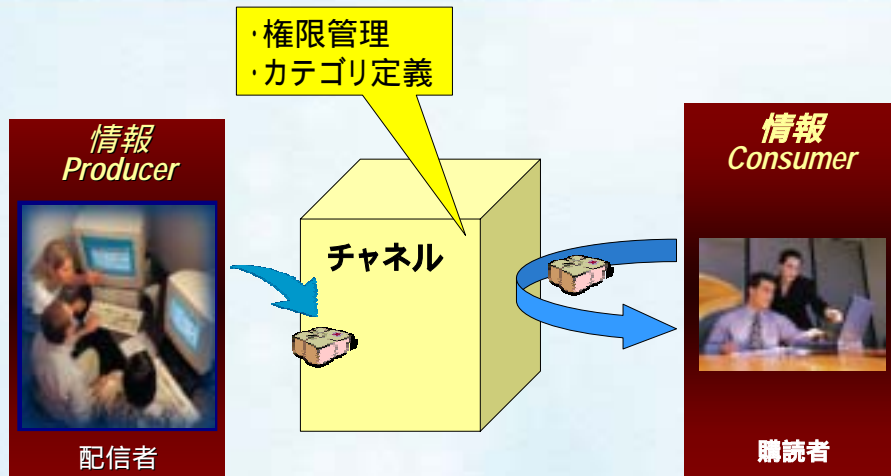 ・権限管理
・カテゴリ定義
情報
Producer
配信者
チャネル
情報
Consumer
購読者